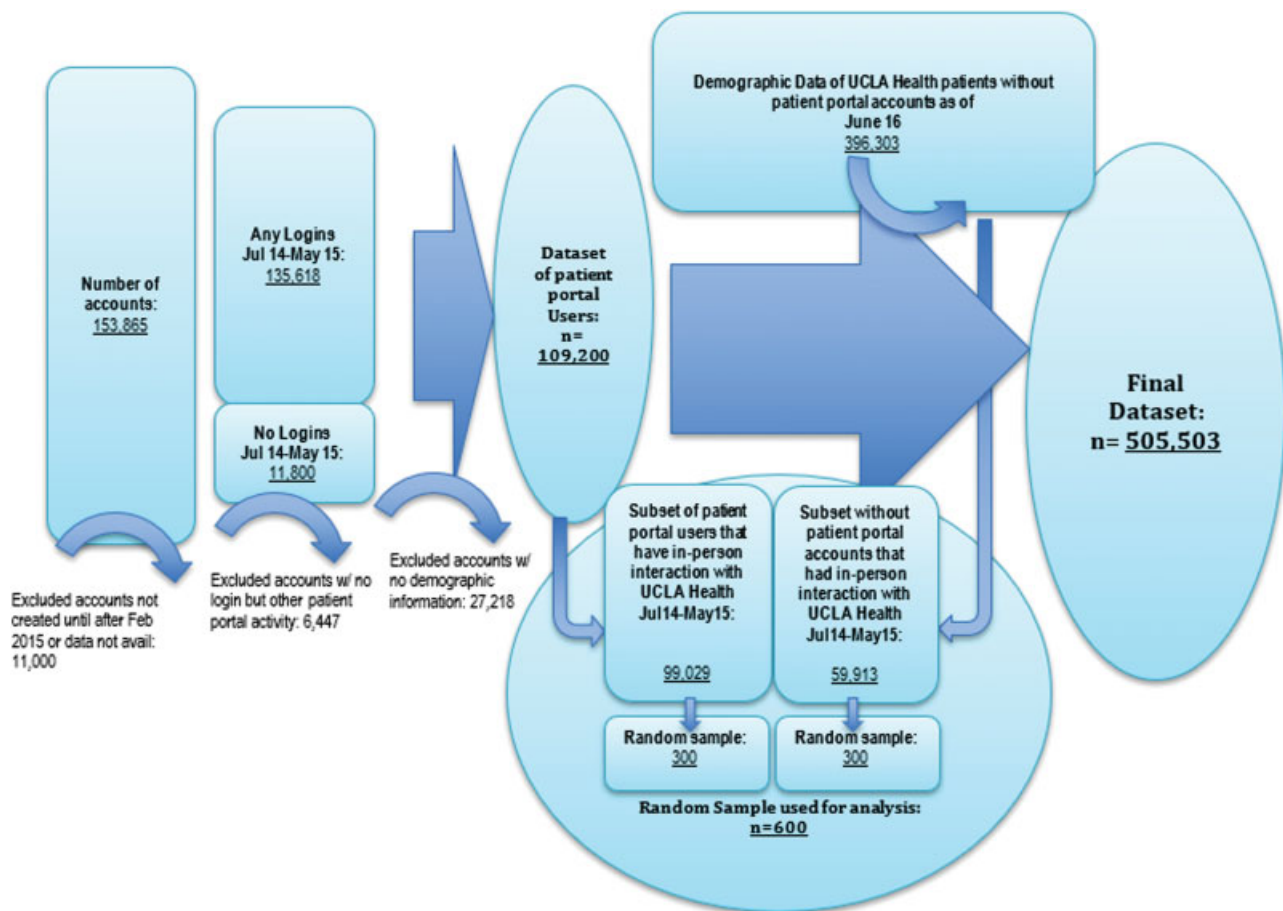 Number of
accounts:
153,865
Excluded accounts not
created until after Feb
2015 or data not avail:
11,000
Any Logins
Jul 14-May 15:
135,618
No Logins
Jul 14-May 15:
11,800
Excluded accounts w/ no
login but other patient
portal activity: 6,447
Excluded accounts w/
no demographic
information: 27,218
Dataset
of patient
portal
Users:
n=
109,200
Demographic Data of UCLA Health patients without
patient portal accounts as of
June 16
396,303
Subset of patient
portal users that
have in-person
interaction with
UCLA Health
Jul14-May15:
99,029
Random sample:
300
Subset without
patient portal
accounts that
had in-person
interaction with
UCLA Health
Jul14-May15:
59,913
Random sample:
300
Random Sample used for analysis:
n=600
Final
Dataset:
n= 505,503